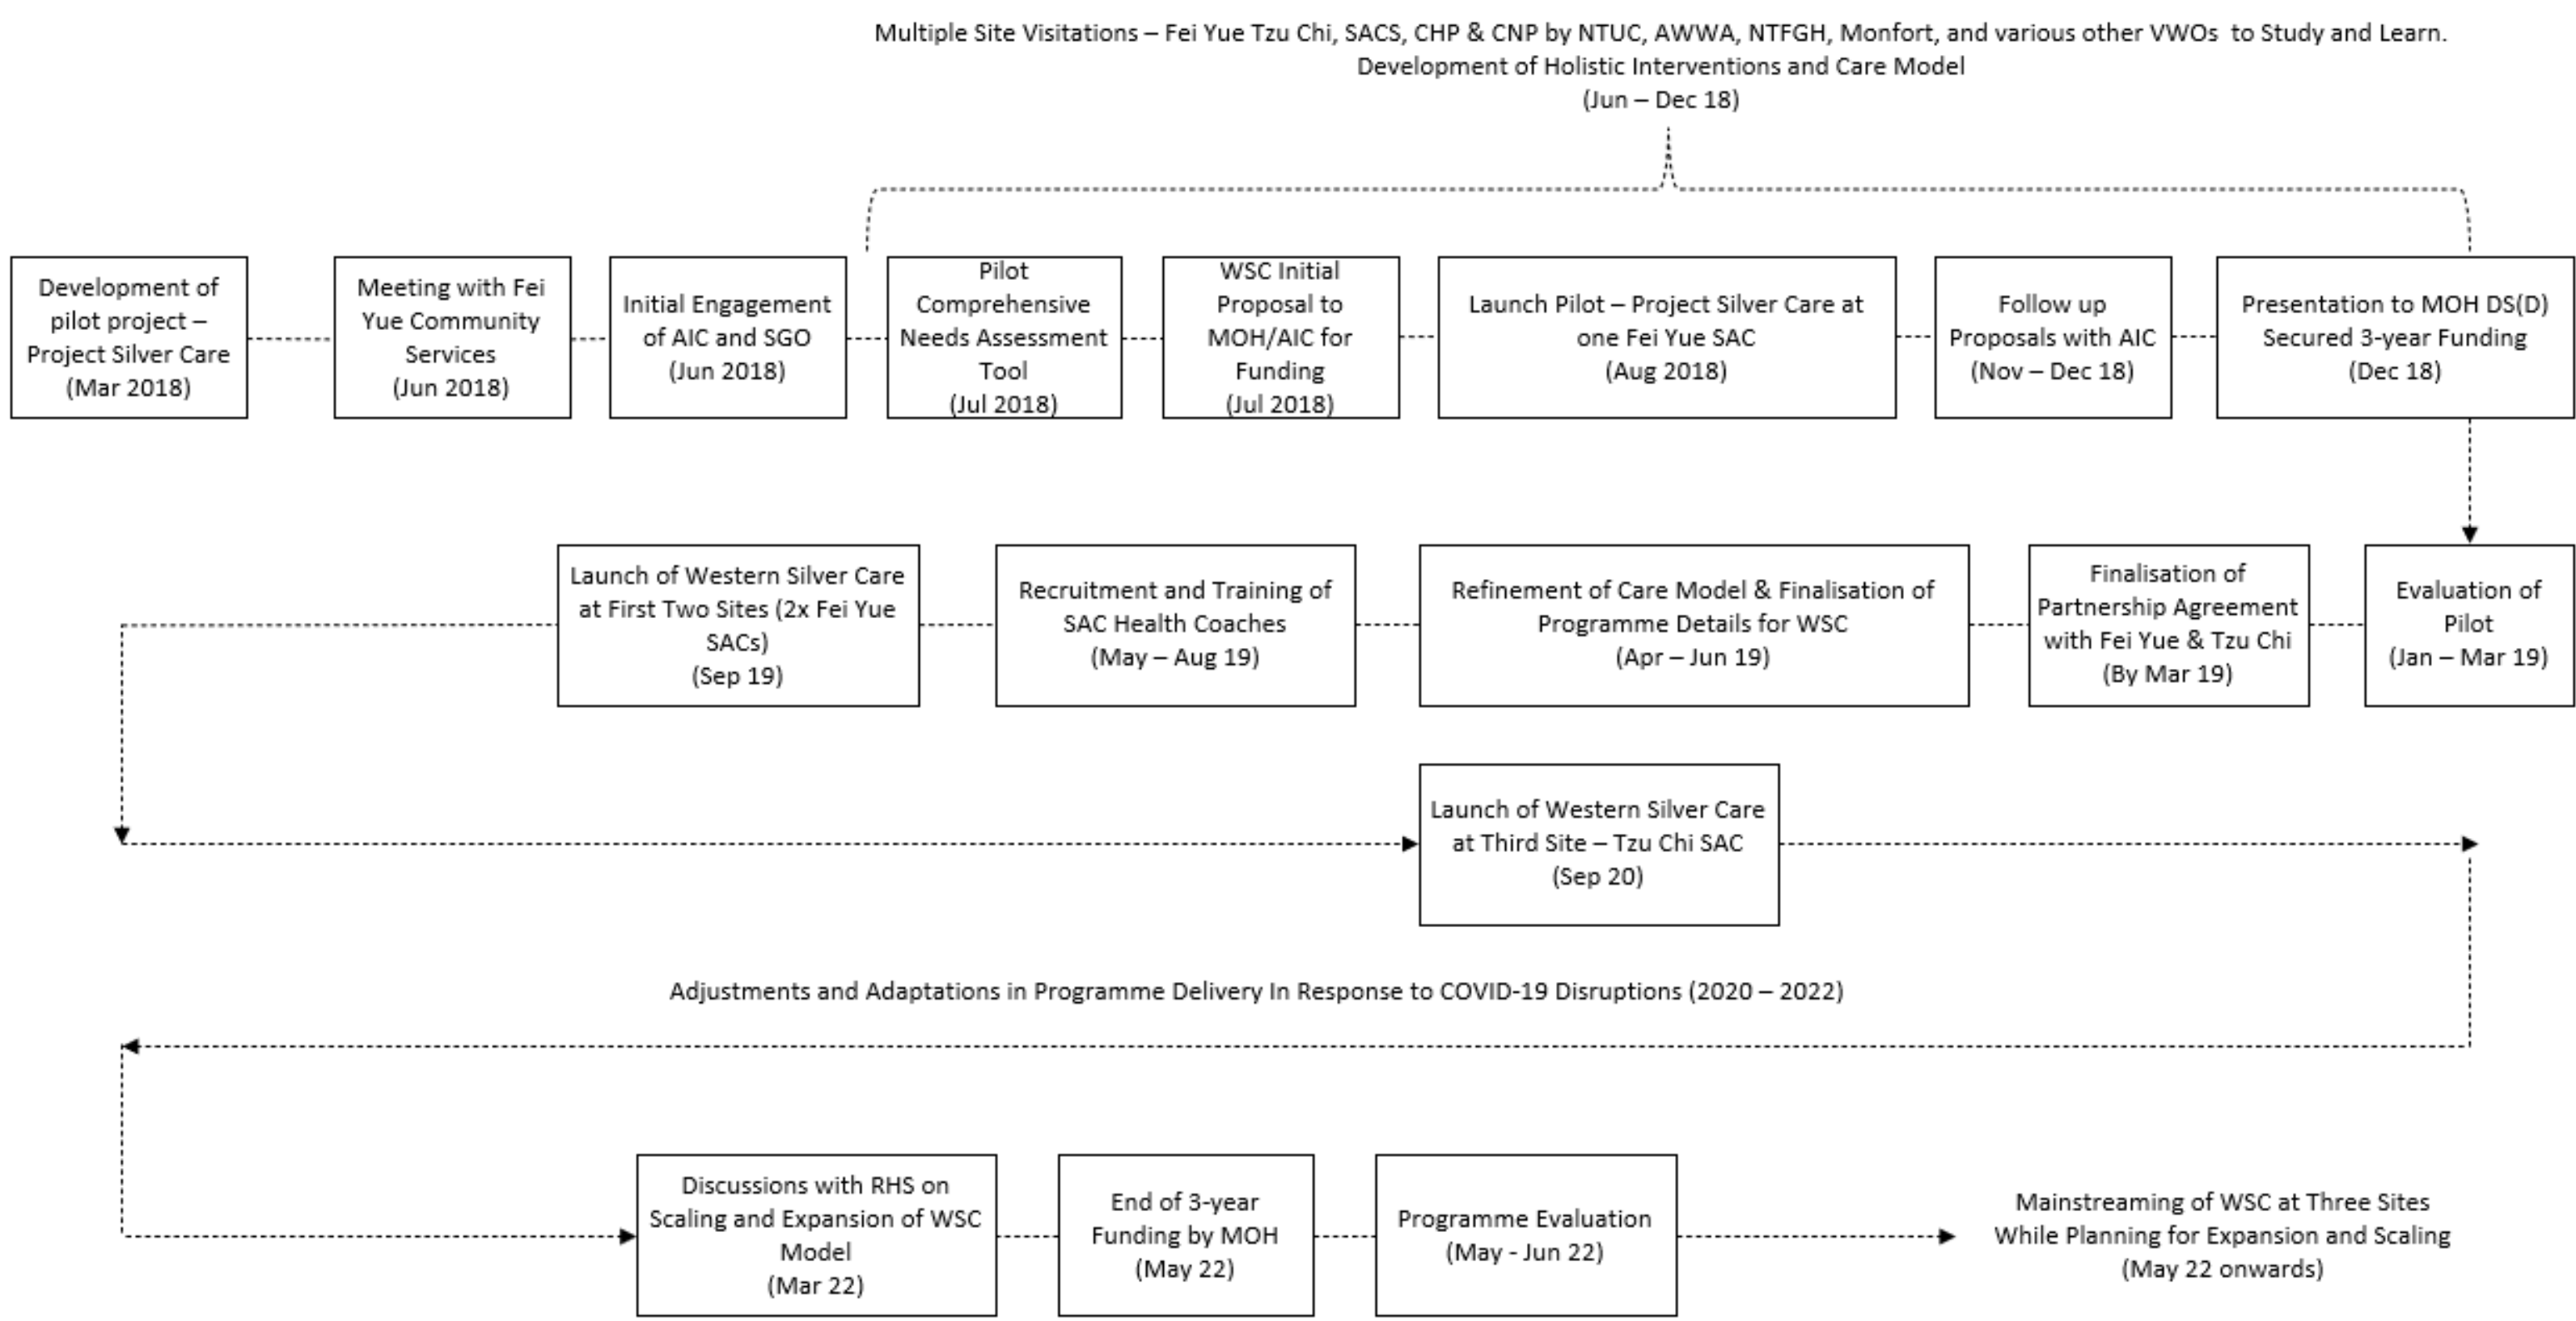 Multiple Site Visitations – Fei Yue Tzu Chi, SACS, CHP & CNP by NTUC, AWWA, NTFGH, Monfort, and various other VWOs  to Study and Learn.
Development of Holistic Interventions and Care Model
(Jun – Dec 18)
Development of
pilot project –
Project Silver Care
(Mar 2018)
Meeting with Fei
Yue Community
Services
(Jun 2018)
Initial Engagement
of AIC and SGO
(Jun 2018)
Pilot
Comprehensive
Needs Assessment
Tool
(Jul 2018)
WSC Initial
Proposal to
MOH/AIC for
Funding
(Jul 2018)
Launch Pilot – Project Silver Care at
one Fei Yue SAC
(Aug 2018)
Follow up
Proposals with AIC
(Nov – Dec 18)
Presentation to MOH DS(D)
Secured 3-year Funding
(Dec 18)
Evaluation of
Pilot
(Jan – Mar 19)
Finalisation of
Partnership Agreement
with Fei Yue & Tzu Chi
(By Mar 19)
Refinement of Care Model & Finalisation of
Programme Details for WSC
(Apr – Jun 19)
Recruitment and Training of
SAC Health Coaches
(May – Aug 19)
Launch of Western Silver Care
at First Two Sites (2x Fei Yue
SACs)
(Sep 19)
Launch of Western Silver Care
at Third Site – Tzu Chi SAC
(Sep 20)
Adjustments and Adaptations in Programme Delivery In Response to COVID-19 Disruptions (2020 – 2022)
Discussions with RHS on
Scaling and Expansion of WSC
Model
(Mar 22)
End of 3-year
Funding by MOH
(May 22)
Programme Evaluation
(May - Jun 22)
Mainstreaming of WSC at Three Sites
While Planning for Expansion and Scaling
(May 22 onwards)